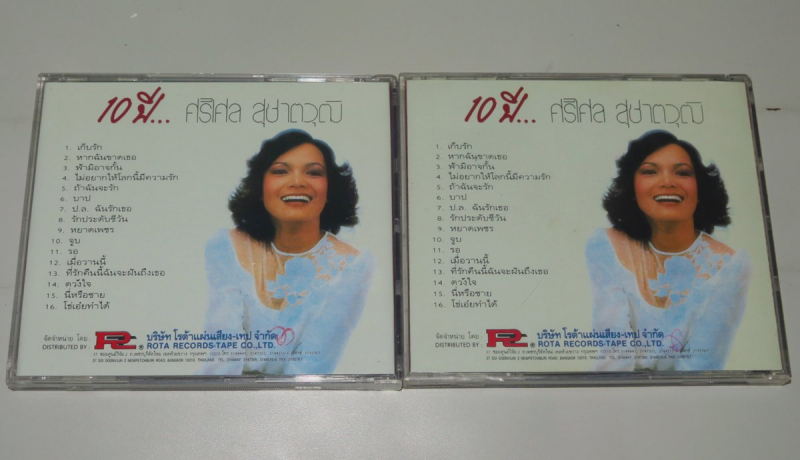 10 ปี... ศรีไศล สุชาตวุฒิ
1. เก็บรัก
2. หากฉันขาดเธอ
3. ฟ้ามิอาจกั้น
4. ไม่อยากให้โลกนี้มีความรัก
5. ถ้าฉันจะรัก
6. บาป
7. ป.ล. ฉันรักเธอ
8. รักประดับชีวัน
9. หยาดเพชร
10. จูบ
11. รอ
12. เมื่อวานนี้
13. ที่รักคืนนี้ฉันจะฝันถึงเธอ
14. ดวงใจ
15. นี่หรือชาย
16. โซ่เอ๋ยทำได้
จัดจำหน่าย โดย :
DISTRIBUTED BY :
บริษัท โรต้าแผ่นเสียง-เทป จำกัด
® ROTA RECORDS-TAPE CO.,LTD.
10 ปี... ศรีไศล สุชาตวุฒิ
1. เก็บรัก
2. หากฉันขาดเธอ
3. ฟ้ามิอาจกั้น
4. ไม่อยากให้โลกนี้มีความรัก
5. ถ้าฉันจะรัก
6. บาป
7. ป.ล. ฉันรักเธอ
8. รักประดับชีวัน
9. หยาดเพชร
10. จูบ
11. รอ
12. เมื่อวานนี้
13. ที่รักคืนนี้ฉันจะฝันถึงเธอ
14. ดวงใจ
15. นี่หรือชาย
16. โซ่เอ๋ยทำได้
จัดจำหน่าย โดย :
DISTRIBUTED BY :
บริษัท โรต้าแผ่นเสียง-เทป จำกัด
® ROTA RECORDS-TAPE CO.,LTD.